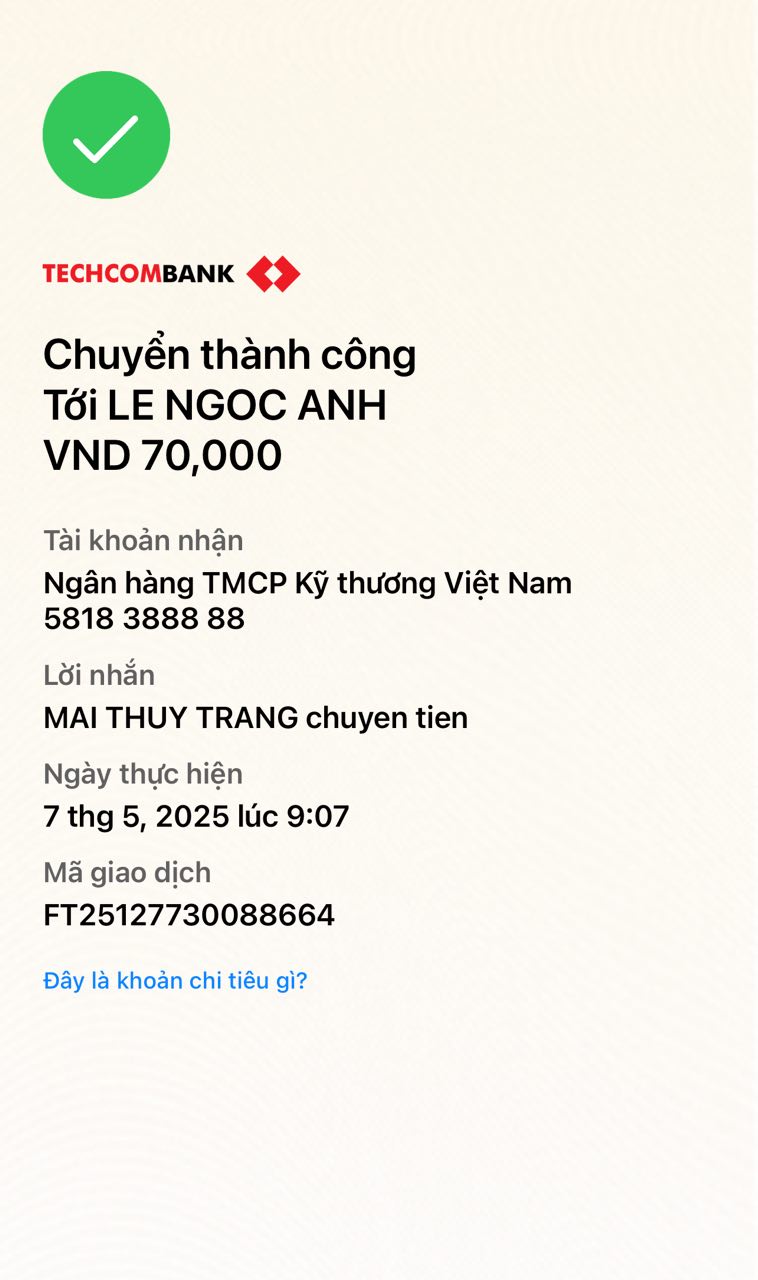 TECHCOMBANK
Chuyển thành công
Tới LE NGOC ANH
VND 70,000
Tài khoản nhận
Ngân hàng TMCP Kỹ thương Việt Nam
5818 3888 88
Lời nhắn
MAI THUY TRANG chuyen tien
Ngày thực hiện
7 thg 5, 2025 lúc 9:07
Mã giao dịch
FT25127730088664
Đây là khoản chi tiêu gì?